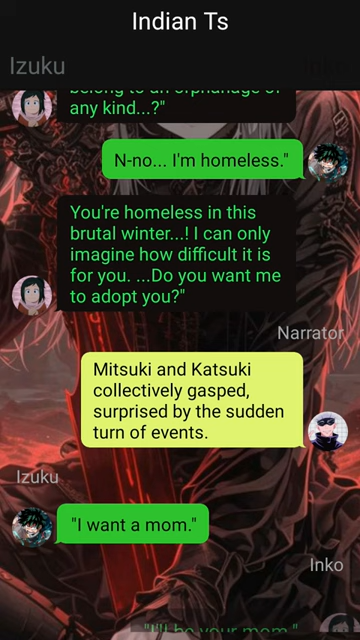 Indian Ts
Izuku
Inko
belong to an orphanage of
any kind...?"
N-no... I'm homeless."
You're homeless in this
brutal winter...! I can only
imagine how difficult it is
for you. ...Do you want me
to adopt you?"
Narrator
Mitsuki and Katsuki
collectively gasped,
surprised by the sudden
turn of events.
Izuku
"I want a mom."
Inko
"I'll be your mom."